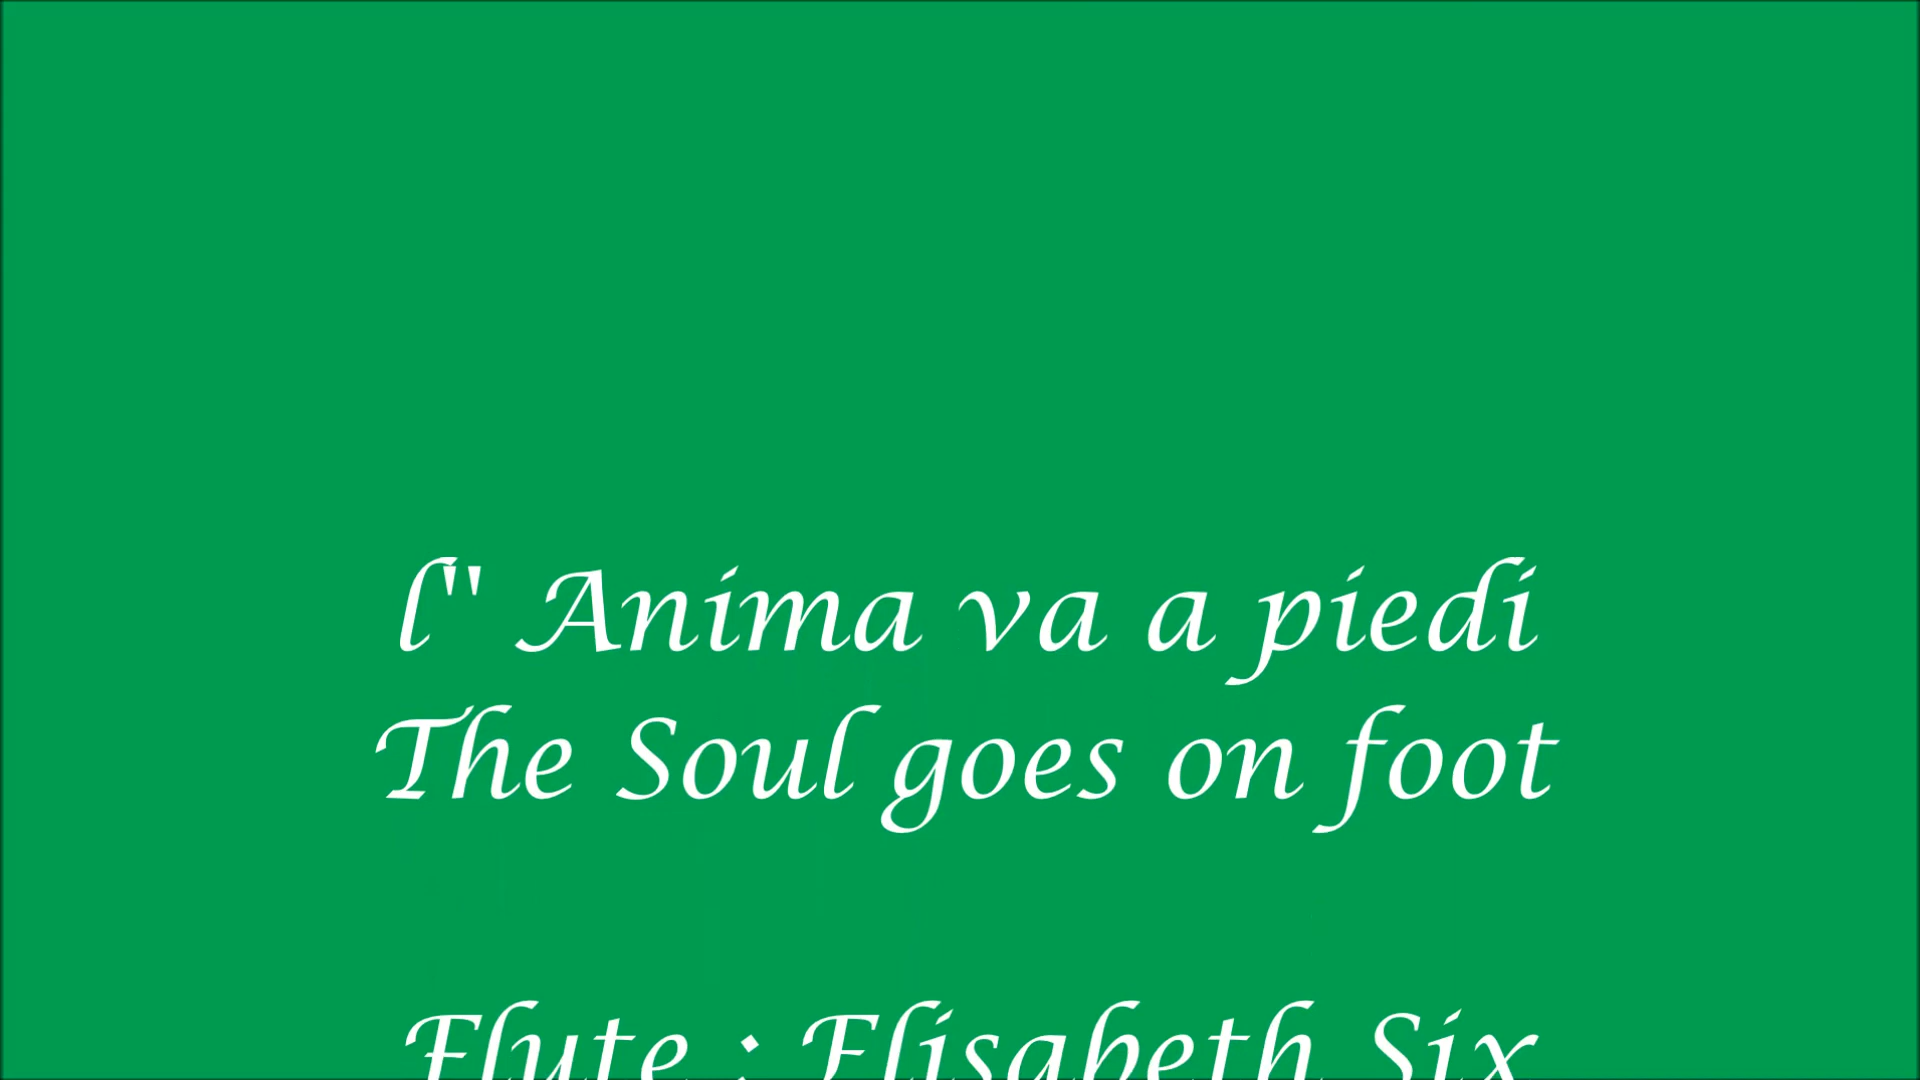 l" Anima va a piedi
The Soul goes on foot
Flute : Elisabeth Six